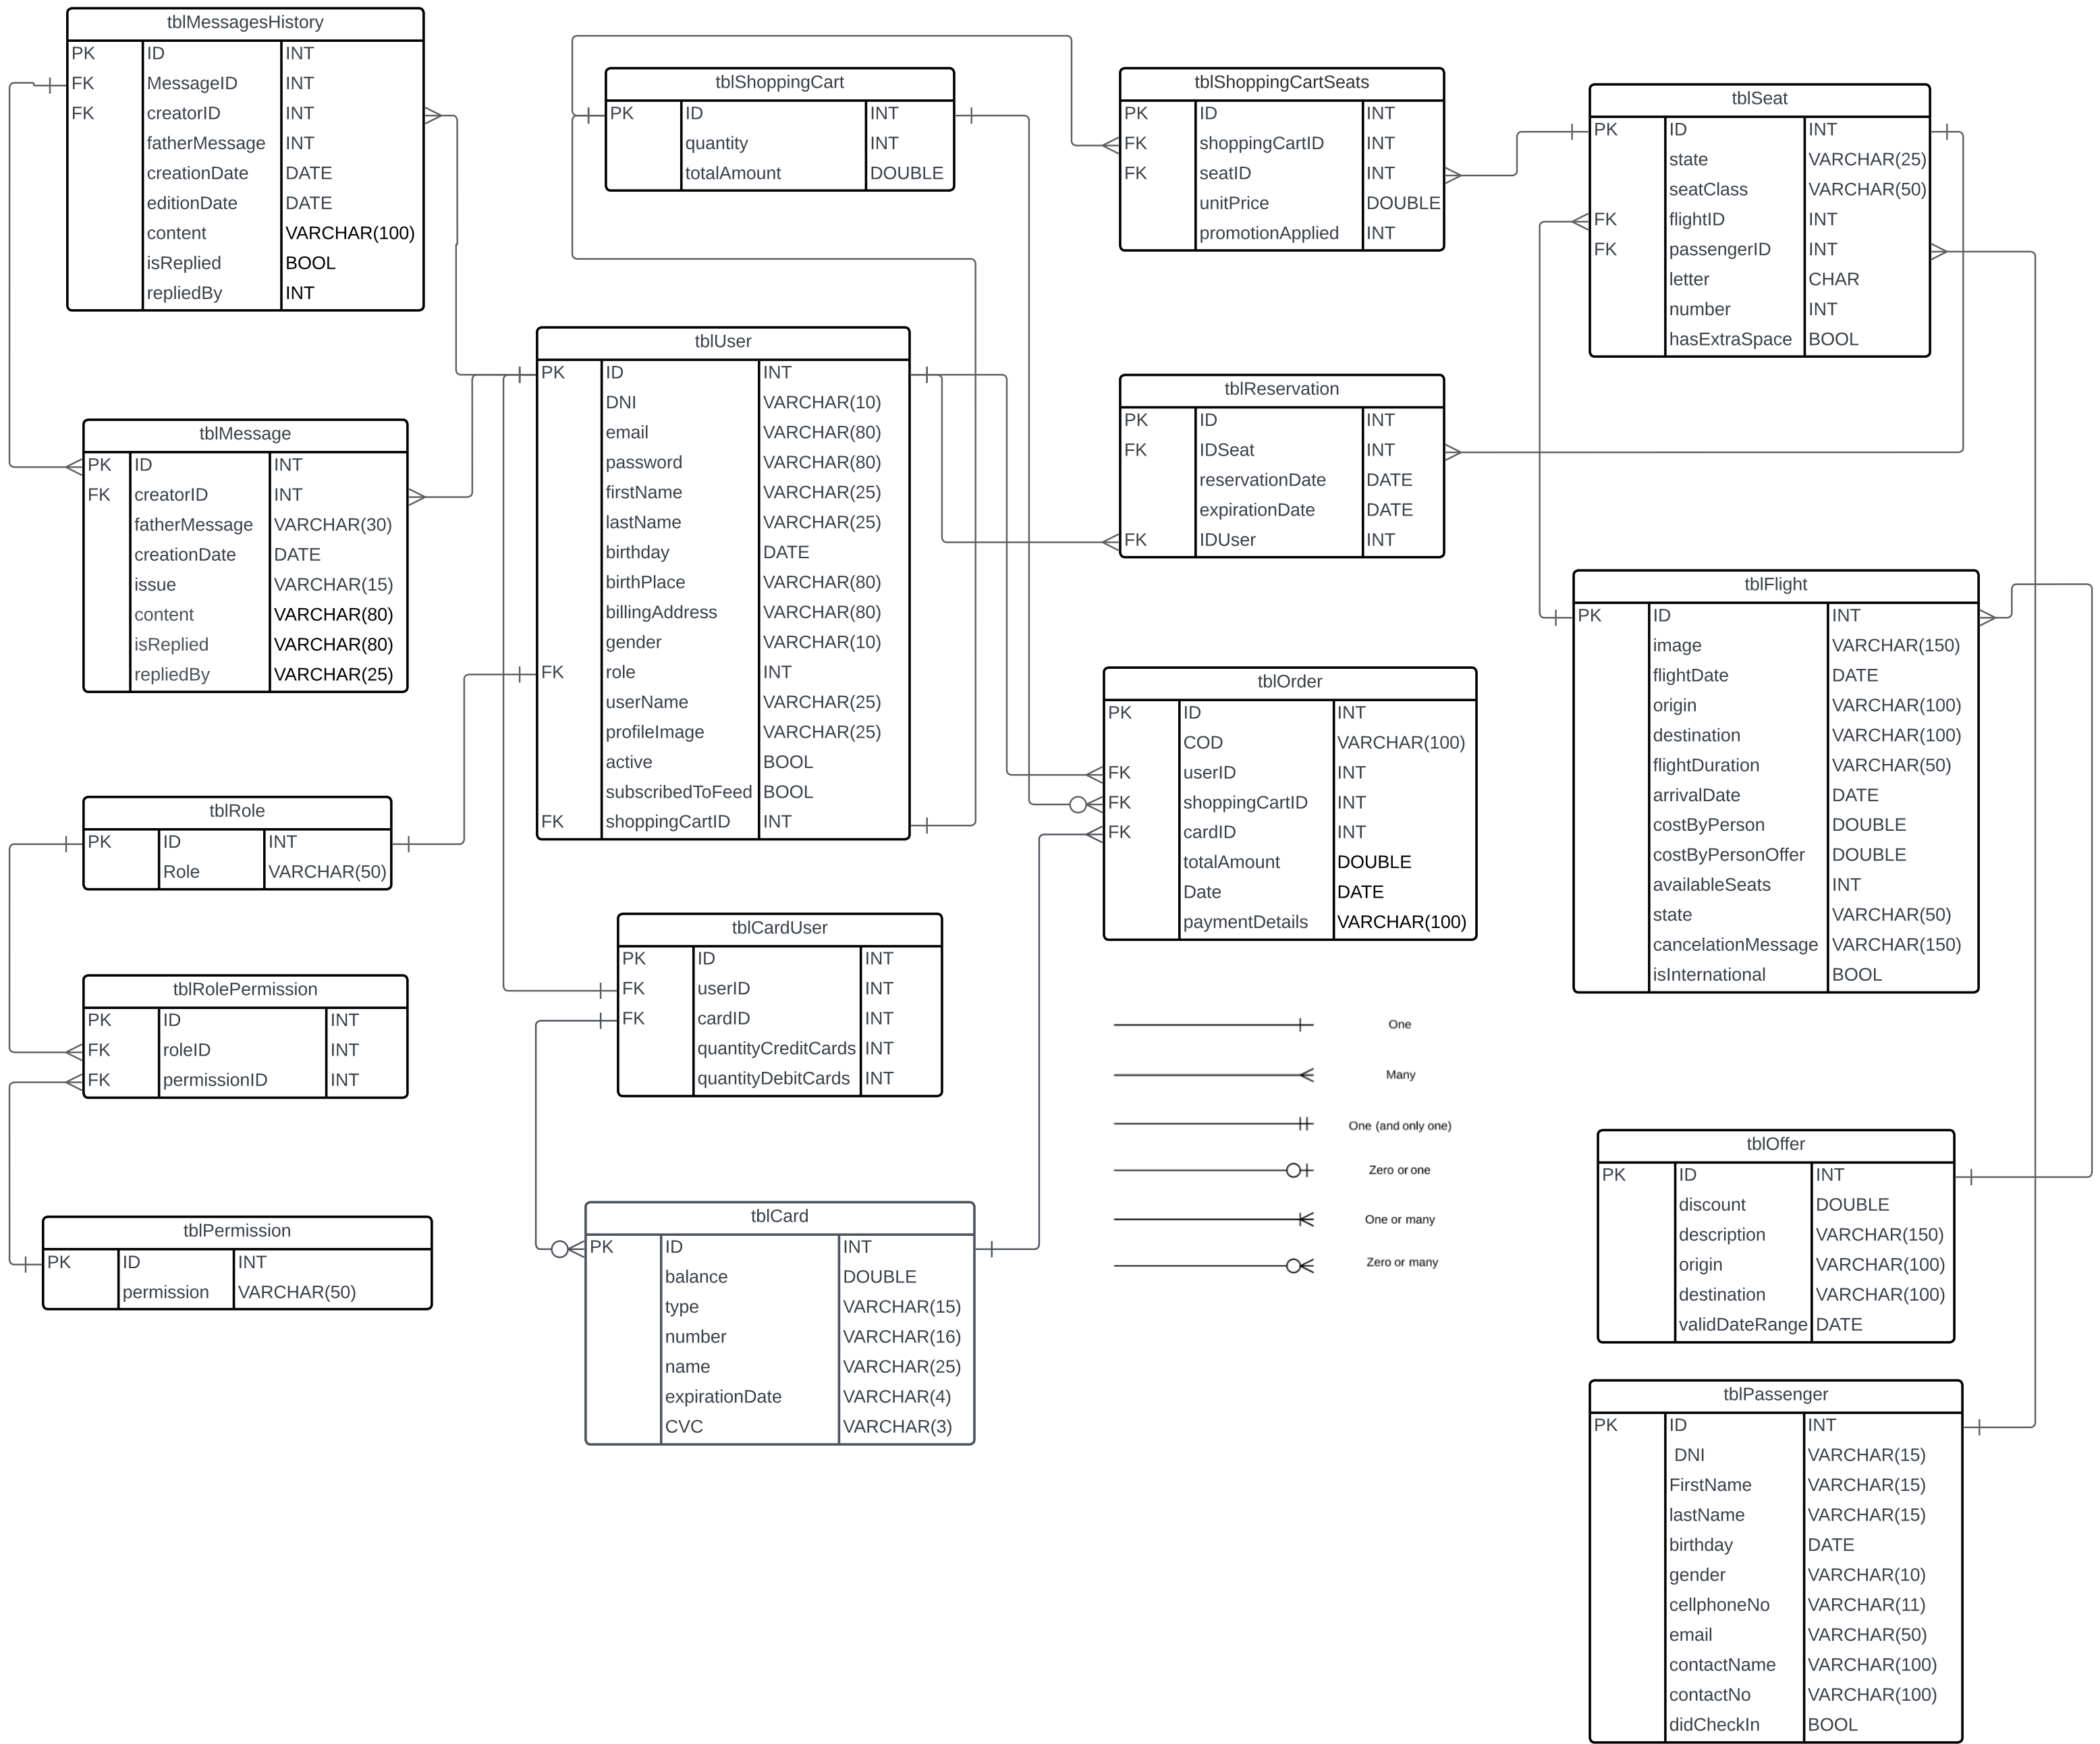 tblMessagesHistory
PK ID INT
FK MessageID INT
FK creatorID INT
fatherMessage INT
creationDate DATE
editionDate DATE
content VARCHAR(100)
isReplied BOOL
repliedBy INT
tblShoppingCart
PK ID INT
quantity INT
totalAmount DOUBLE
tblShoppingCartSeats
PK ID INT
FK shoppingCartID INT
FK seatID INT
unitPrice DOUBLE
promotionApplied INT
tblSeat
PK ID INT
state VARCHAR(25)
seatClass VARCHAR(50)
FK flightID INT
FK passengerID INT
letter CHAR
number INT
hasExtraSpace BOOL
tblUser
PK ID INT
DNI VARCHAR(10)
email VARCHAR(80)
password VARCHAR(80)
firstName VARCHAR(25)
lastName VARCHAR(25)
birthday DATE
birthPlace VARCHAR(80)
billingAddress VARCHAR(80)
gender VARCHAR(10)
FK role INT
userName VARCHAR(25)
profileImage VARCHAR(25)
active BOOL
subscribedToFeed BOOL
FK shoppingCartID INT
tblReservation
PK ID INT
FK IDSeat INT
reservationDate DATE
expirationDate DATE
FK IDUser INT
tblMessage
PK ID INT
FK creatorID INT
fatherMessage VARCHAR(30)
creationDate DATE
issue VARCHAR(15)
content VARCHAR(80)
isReplied VARCHAR(80)
repliedBy VARCHAR(25)
tblFlight
PK ID INT
image VARCHAR(150)
flightDate DATE
origin VARCHAR(100)
destination VARCHAR(100)
flightDuration VARCHAR(50)
arrivalDate DATE
costByPerson DOUBLE
costByPersonOffer DOUBLE
availableSeats INT
state VARCHAR(50)
cancelationMessage VARCHAR(150)
isInternational BOOL
tblOrder
PK ID INT
COD VARCHAR(100)
FK userID INT
FK shoppingCartID INT
FK cardID INT
totalAmount DOUBLE
Date DATE
paymentDetails VARCHAR(100)
tblRole
PK ID INT
Role VARCHAR(50)
tblCardUser
PK ID INT
FK userID INT
FK cardID INT
quantityCreditCards INT
quantityDebitCards INT
tblRolePermission
PK ID INT
FK roleID INT
FK permissionID INT
One
Many
One (and only one)
Zero or one
One or many
Zero or many
tblOffer
PK ID INT
discount DOUBLE
description VARCHAR(150)
origin VARCHAR(100)
destination VARCHAR(100)
validDateRange DATE
tblPermission
PK ID INT
permission VARCHAR(50)
tblCard
PK ID INT
balance DOUBLE
type VARCHAR(15)
number VARCHAR(16)
name VARCHAR(25)
expirationDate VARCHAR(4)
CVC VARCHAR(3)
tblPassenger
PK ID INT
DNI VARCHAR(15)
FirstName VARCHAR(15)
lastName VARCHAR(15)
birthday DATE
gender VARCHAR(10)
cellphoneNo VARCHAR(11)
email VARCHAR(50)
contactName VARCHAR(100)
contactNo VARCHAR(100)
didCheckIn BOOL